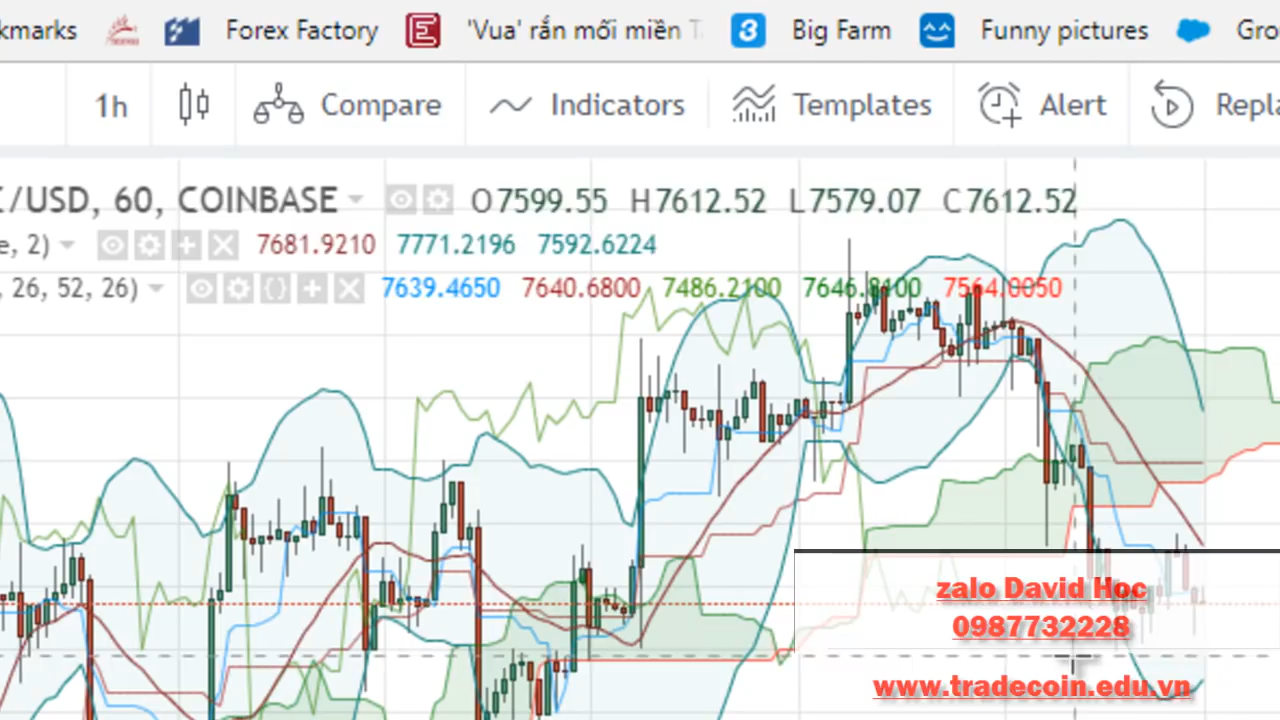 kmarks Forex Factory 'Vua' rắn mối miền T Big Farm Funny pictures Gro
1h Compare Indicators Templates Alert Repla
/USD, 60, COINBASE O7599.55 H7612.52 L7579.07 C7612.52
e, 2) 7681.9210 7771.2196 7592.6224
, 26, 52, 26) 7639.4650 7640.6800 7486.2100 7646.8100 7564.0050
zalo David Hoc
0987732228
www.tradecoin.edu.vn